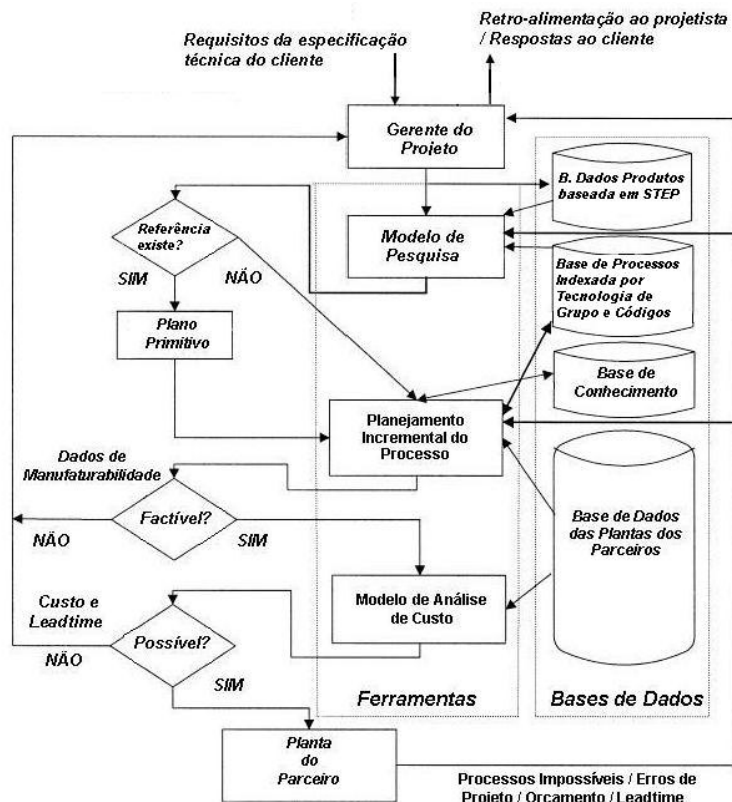 Requisitos da especificação
técnica do cliente
Retro-alimentação ao projetista
/ Respostas ao cliente
Gerente do
Projeto
B. Dados Produtos
baseada em STEP
Referência
existe?
Modelo de
Pesquisa
SIM
NÃO
Base de Processos
Indexada por
Tecnologia de
Grupo e Códigos
Plano
Primitivo
Base de
Conhecimento
Planejamento
Incremental do
Processo
Dados de
Manufaturabilidade
Factível?
NÃO
SIM
Base de Dados
das Plantas dos
Parceiros
Custo e
Leadtime
Modelo de Análise
de Custo
Possível?
NÃO
SIM
Ferramentas
Bases de Dados
Planta
do
Parceiro
Processos Impossíveis / Erros de
Projeto / Orçamento / Leadtime